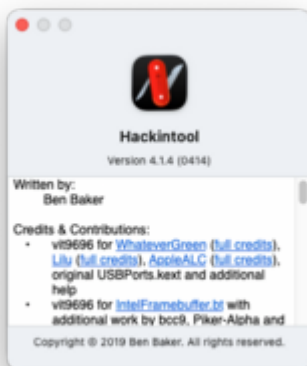 Hackintool
Version 4.1.4 (0414)
Written by:
Ben Baker
Credits & Contributions:
• vit9696 for WhateverGreen (full credits),
Lilu (full credits), AppleALC (full credits),
original USBPorts.kext and additional
help
• vit9696 for IntelFramebuffer.bt with
additional work by bcc9, Piker-Alpha and
Copyright © 2019 Ben Baker. All rights reserved.